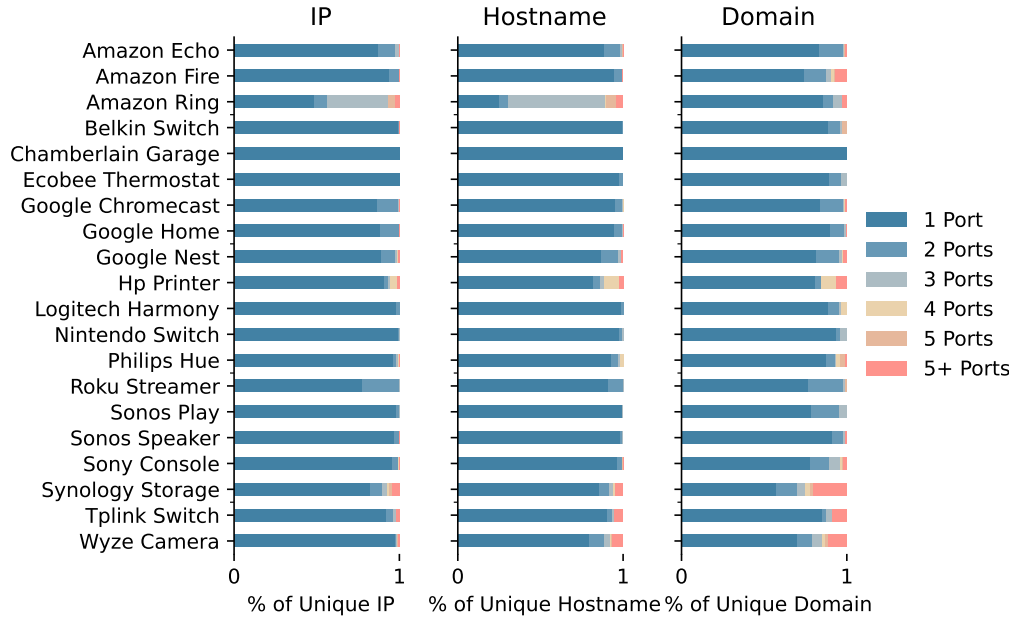 IP Hostname Domain
Amazon Echo
Amazon Fire
Amazon Ring
Belkin Switch
Chamberlain Garage
Ecobee Thermostat
Google Chromecast
Google Home
Google Nest
Hp Printer
Logitech Harmony
Nintendo Switch
Philips Hue
Roku Streamer
Sonos Play
Sonos Speaker
Sony Console
Synology Storage
Tplink Switch
Wyze Camera
0 1 0 1 0 1
% of Unique IP % of Unique Hostname % of Unique Domain
1 Port
2 Ports
3 Ports
4 Ports
5 Ports
5+ Ports